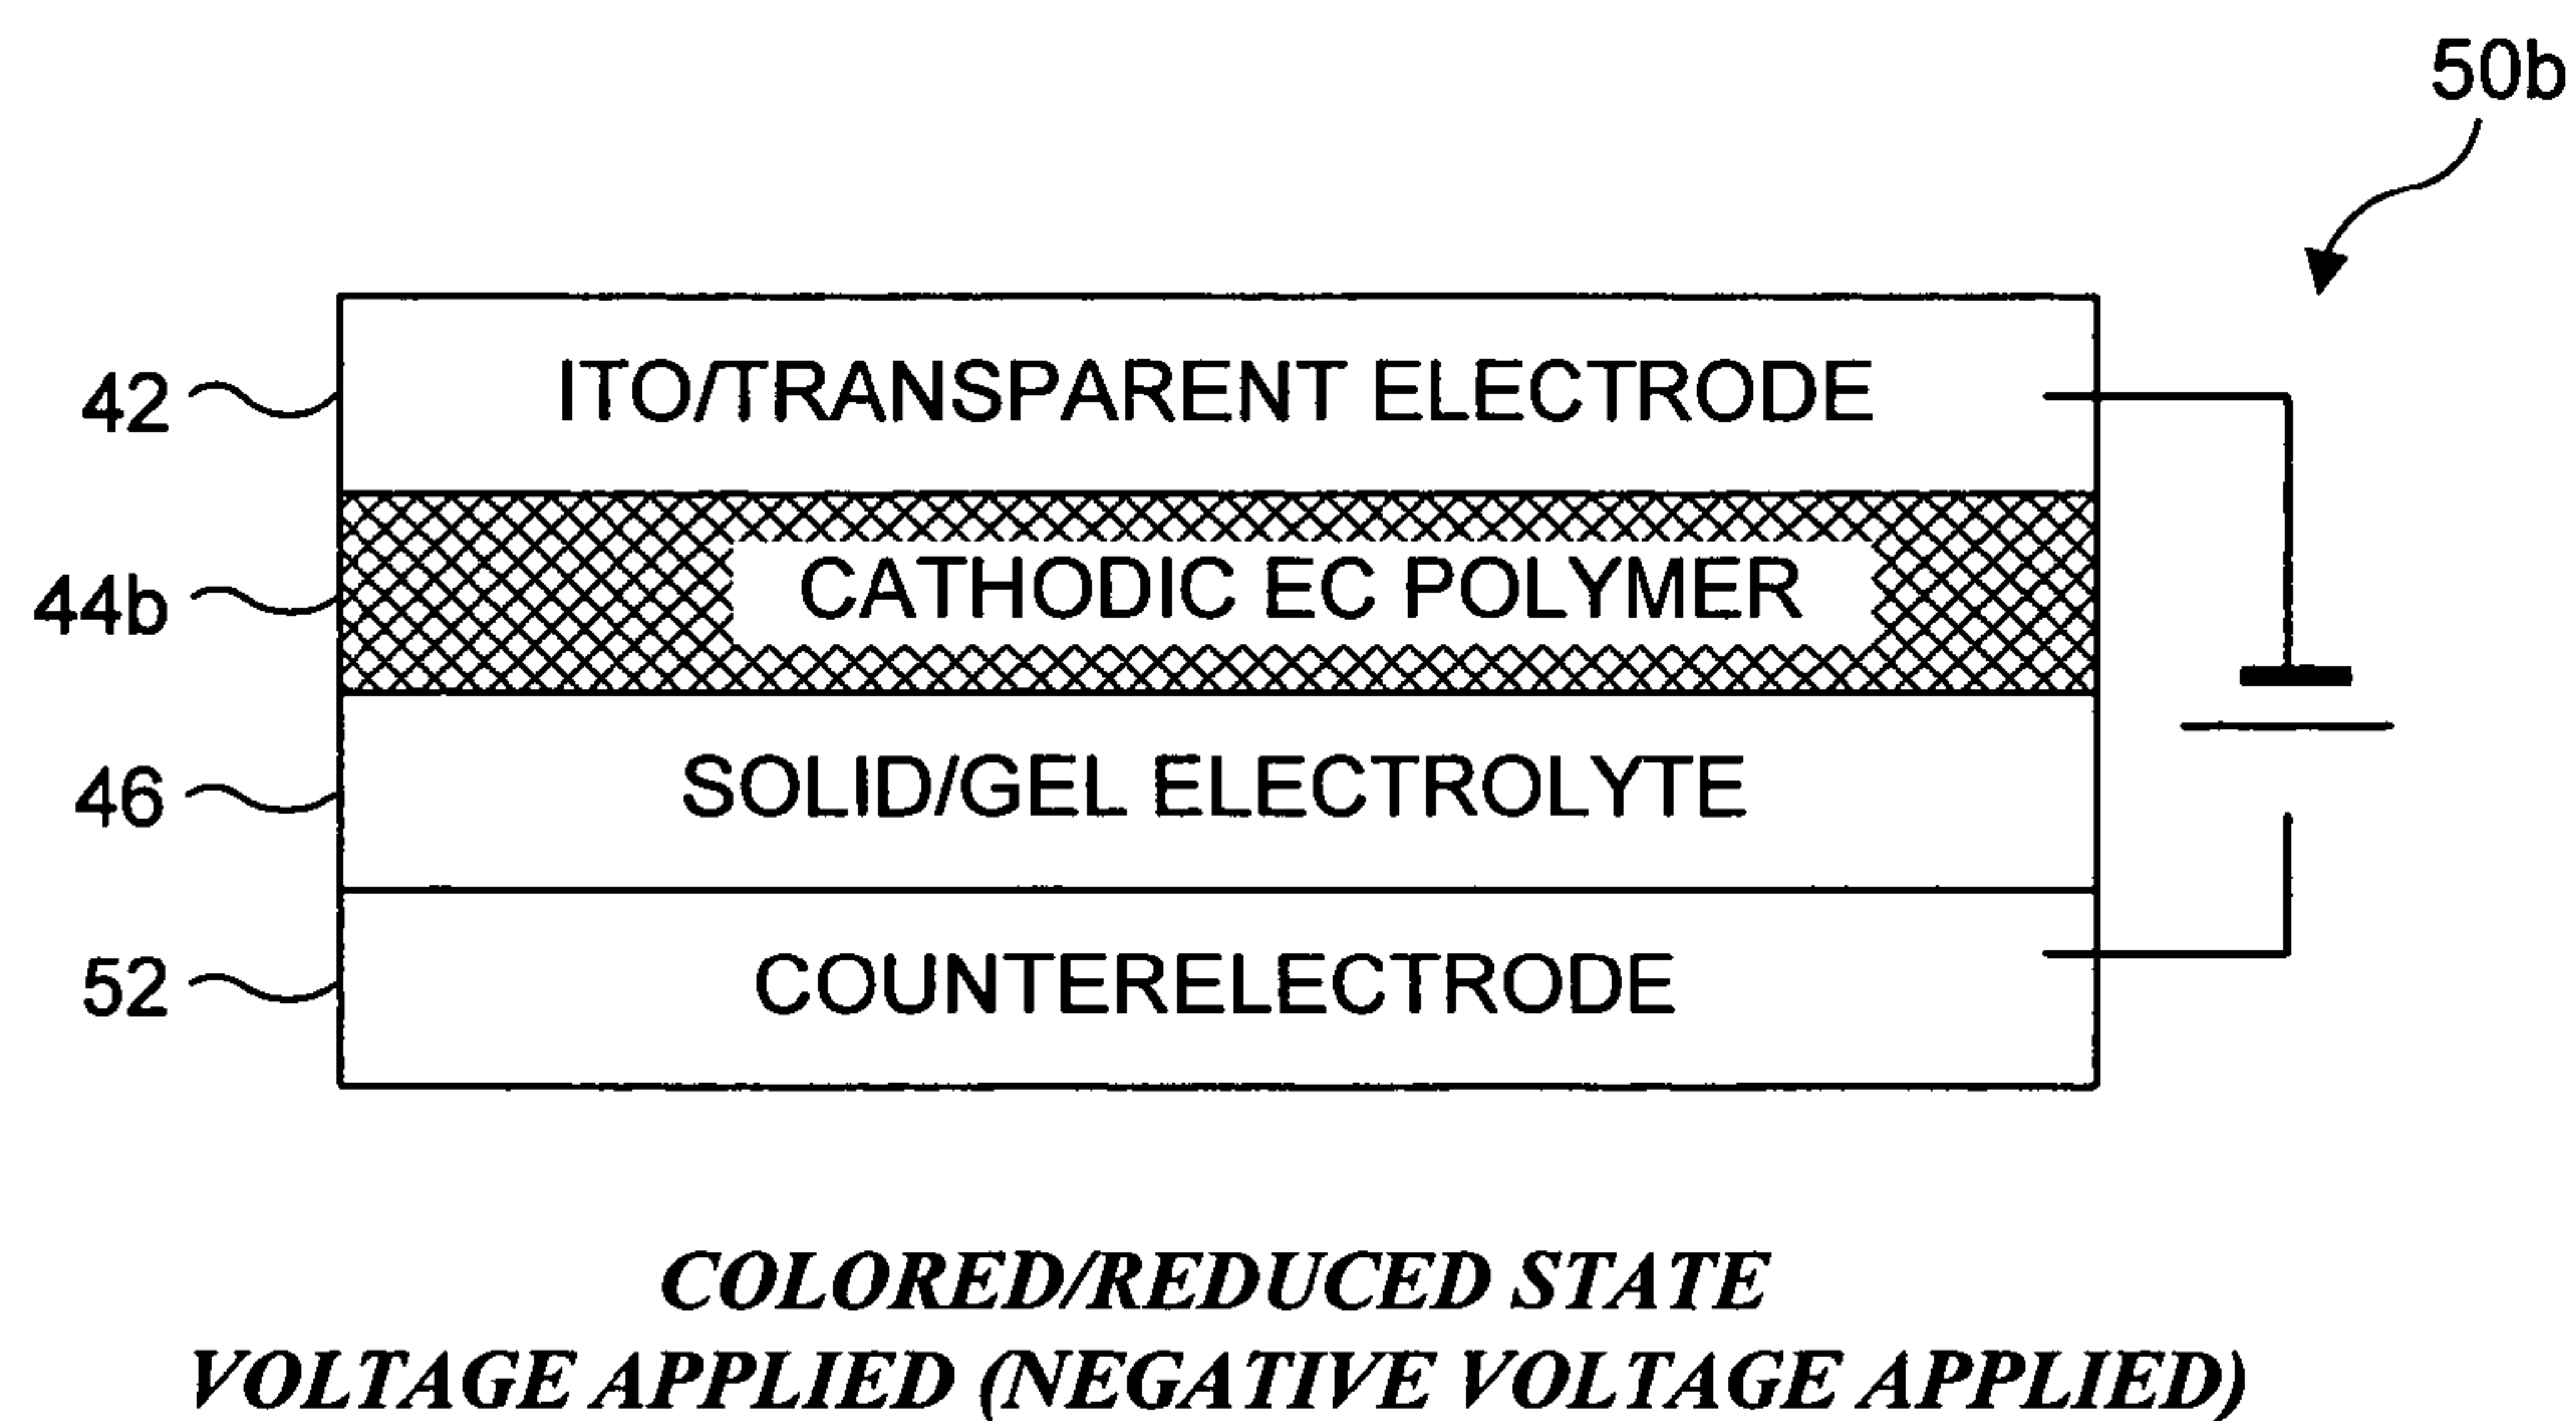 50b
42
ITO/TRANSPARENT ELECTRODE
44b
CATHODIC EC POLYMER
46
SOLID/GEL ELECTROLYTE
52
COUNTERELECTRODE
COLORED/REDUCED STATE
VOLTAGE APPLIED (NEGATIVE VOLTAGE APPLIED)